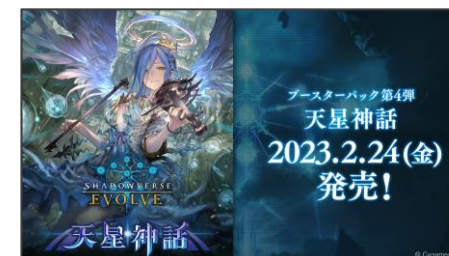 SHADOWVERSE
EVOLVE
天星神話
ブースターパック第4弾
天星神話
2023.2.24(金)
発売!
© Cygames